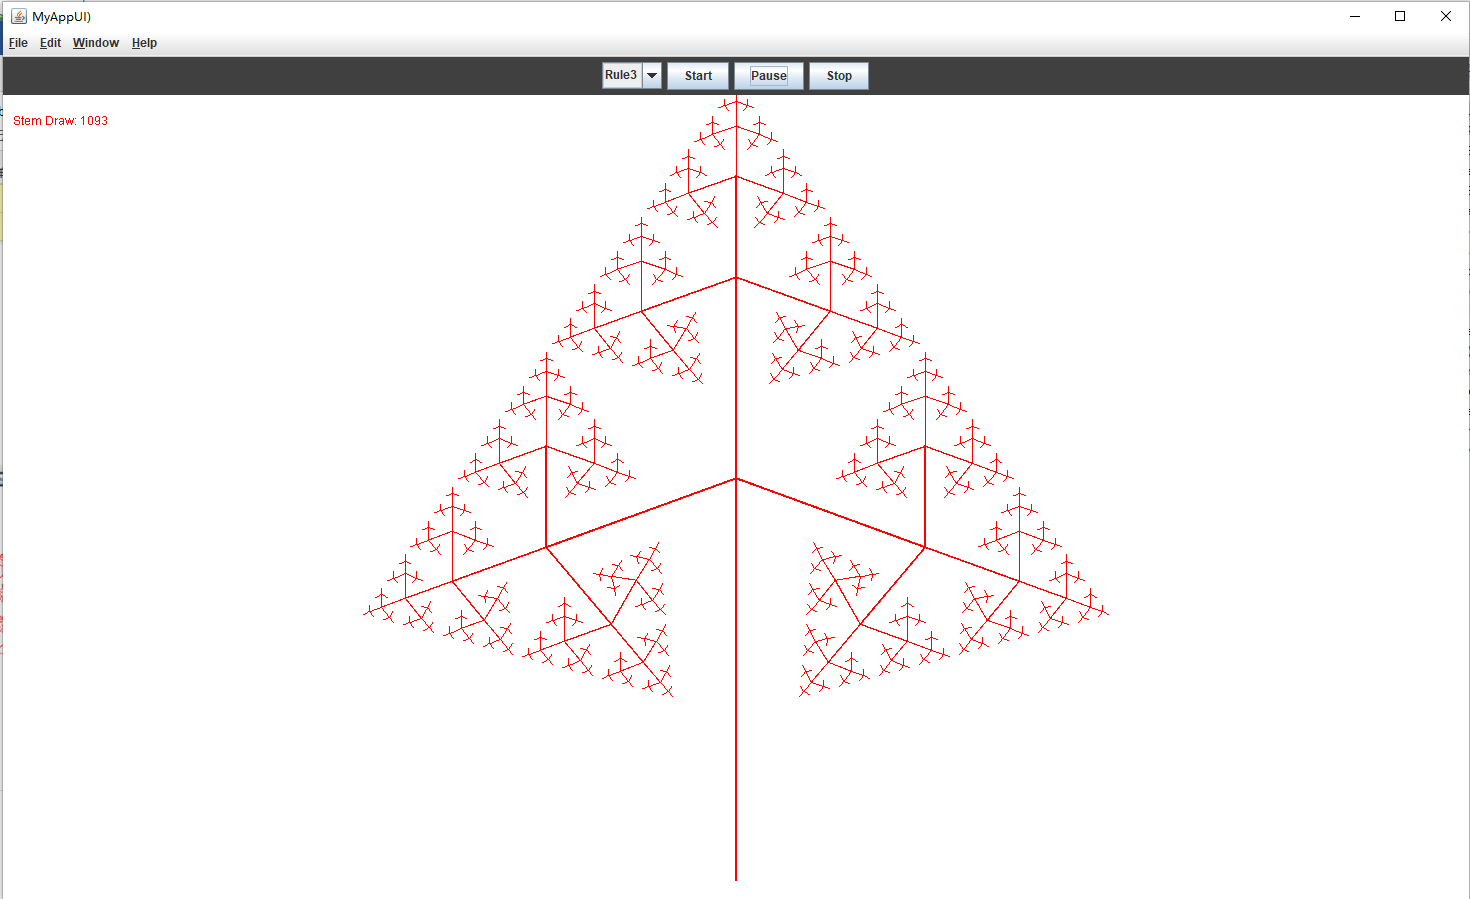 MyAppUI)
File Edit Window Help
Rule3 Start Pause Stop
Stem Draw: 1093